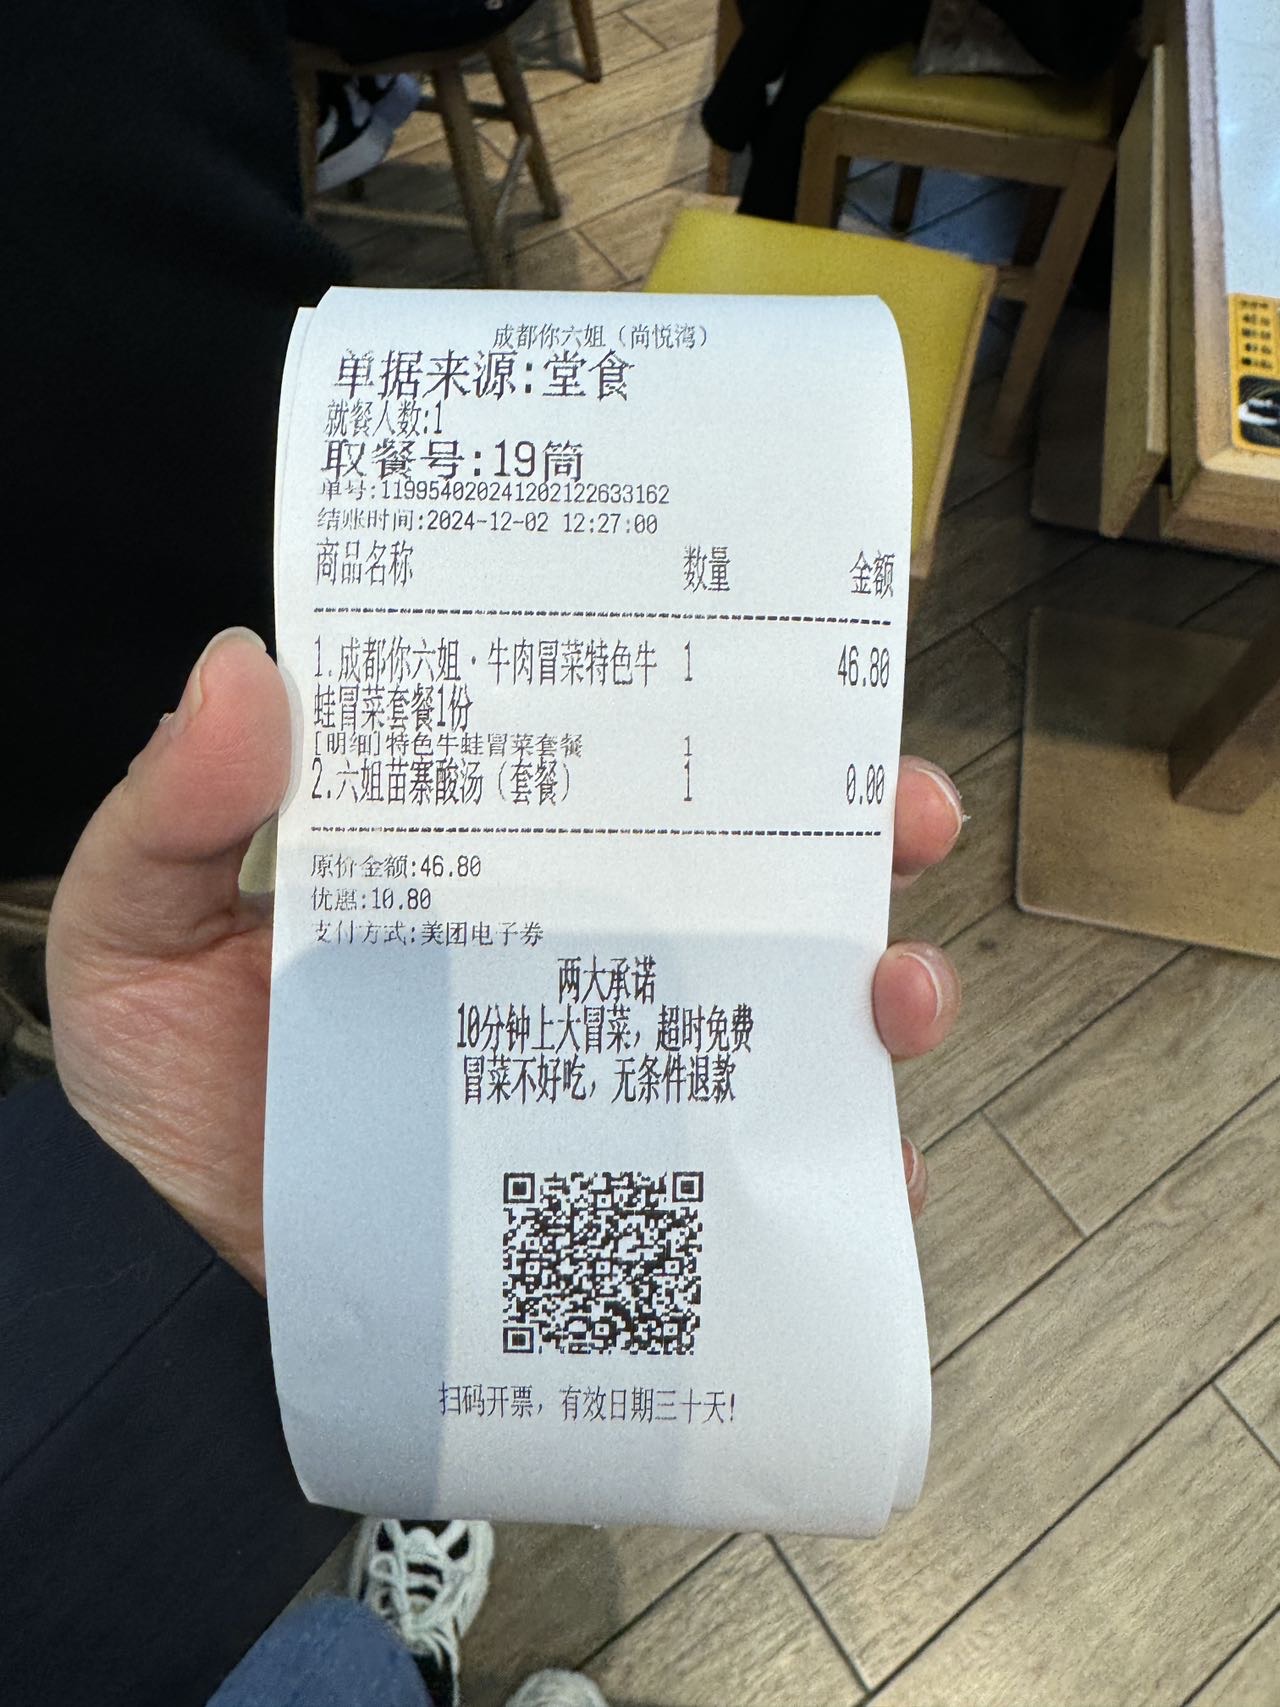 成都你六姐（尚悦湾）
单据来源:堂食
就餐人数:1
取餐号:19筒
单号:11995402024120212263​3162
结账时间:2024-12-02 12:27:00
商品名称 数量 金额
1.成都你六姐·牛肉冒菜特色牛 1 46.80
蛙冒菜套餐1份
[明细]特色牛蛙冒菜套餐 1
2.六姐苗寨酸汤（套餐） 1 0.00
原价金额:46.80
优惠:10.80
支付方式:美团电子券
两大承诺
10分钟上大冒菜，超时免费
冒菜不好吃，无条件退款
扫码开票，有效日期三十天!